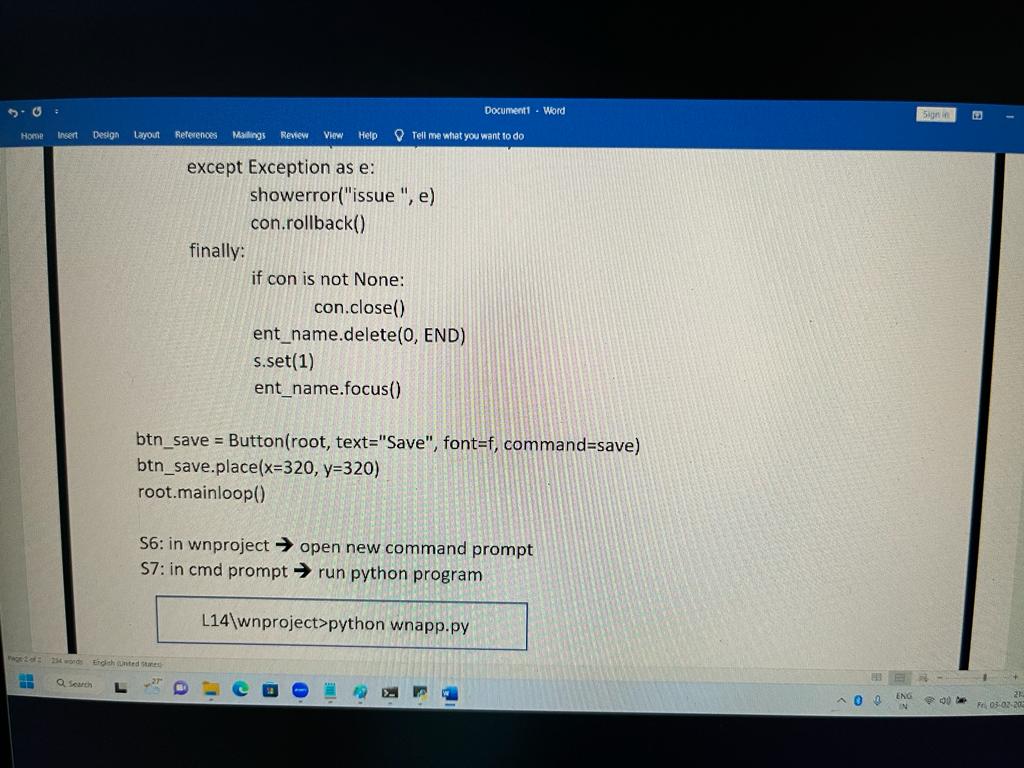 Document1 - Word
Sign in
Home Insert Design Layout References Mailings Review View Help Tell me what you want to do
except Exception as e:
showerror("issue ", e)
con.rollback()
finally:
if con is not None:
con.close()
ent_name.delete(0, END)
s.set(1)
ent_name.focus()
btn_save = Button(root, text="Save", font=f, command=save)
btn_save.place(x=320, y=320)
root.mainloop()
S6: in wnproject ➔ open new command prompt
S7: in cmd prompt ➔ run python program
L14\wnproject>python wnapp.py
Page 2 of 2 234 words English (United States)
Search
27°
ENG
IN
Fri, 03-02-202